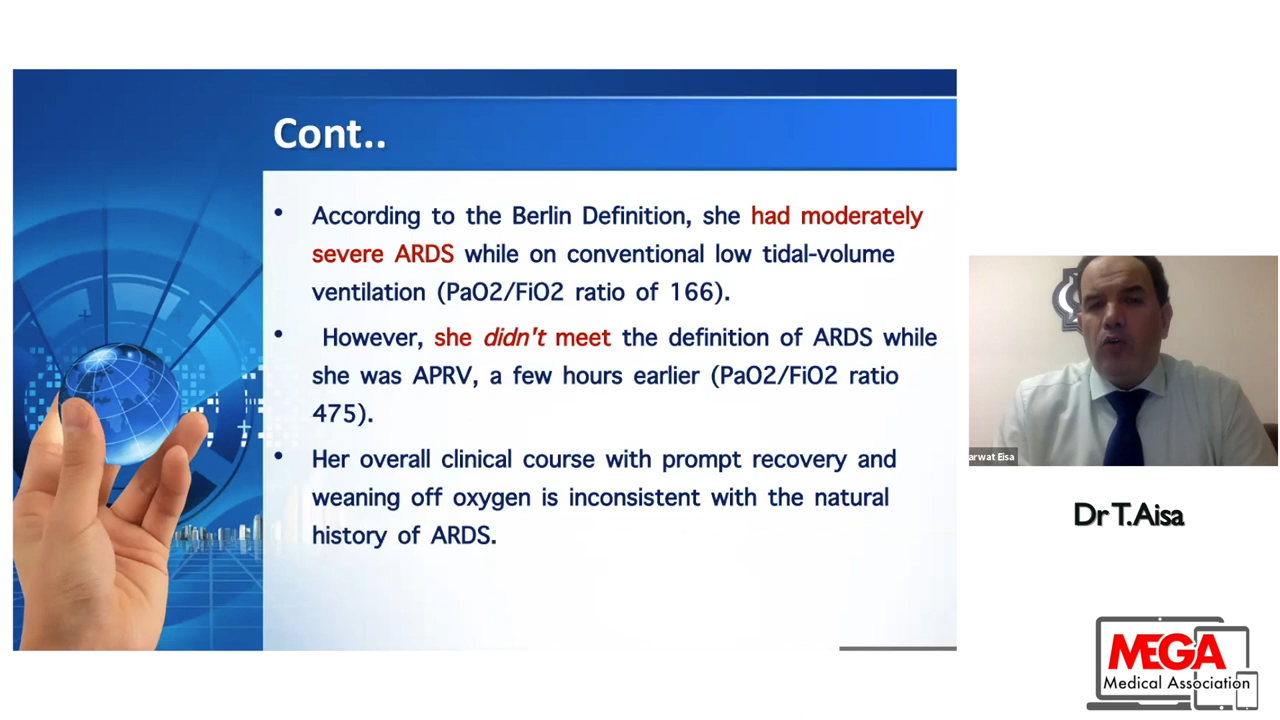 Cont..
• According to the Berlin Definition, she had moderately
severe ARDS while on conventional low tidal-volume
ventilation (PaO2/FiO2 ratio of 166).
• However, she didn't meet the definition of ARDS while
she was APRV, a few hours earlier (PaO2/FiO2 ratio
475).
• Her overall clinical course with prompt recovery and
weaning off oxygen is inconsistent with the natural
history of ARDS.
arwat Eisa
Dr T.Aisa
MEGA
Medical Association